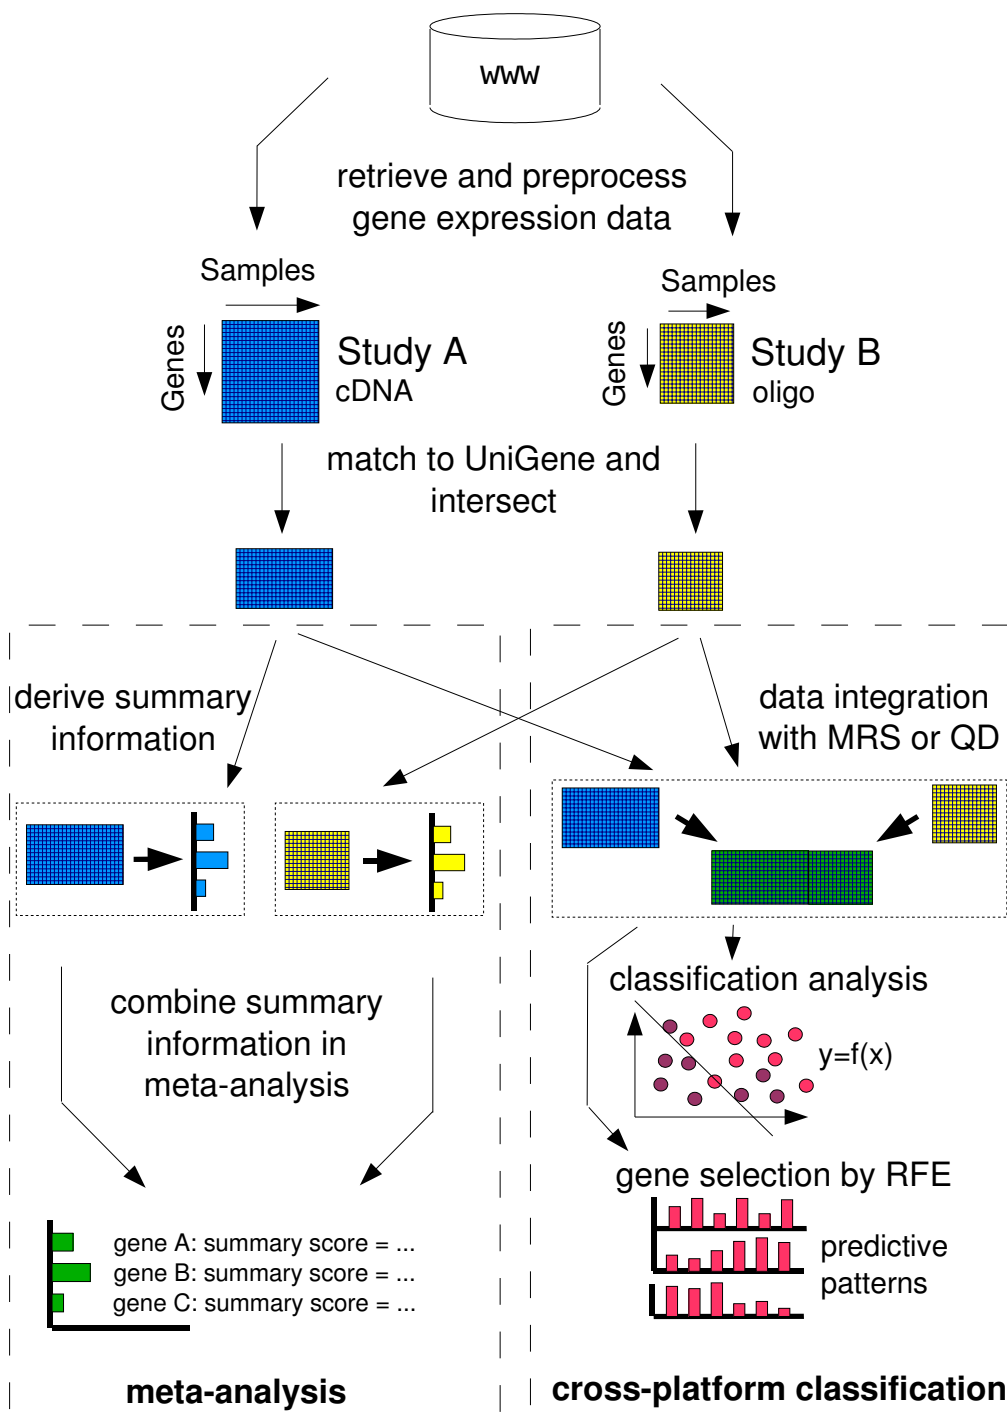 www
retrieve and preprocess
gene expression data
Samples
Genes
Study A
cDNA
Samples
Genes
Study B
oligo
match to UniGene and
intersect
derive summary
information
data integration
with MRS or QD
combine summary
information in
meta-analysis
classification analysis
y=f(x)
gene selection by RFE
predictive
patterns
gene A: summary score = ...
gene B: summary score = ...
gene C: summary score = ...
meta-analysis
cross-platform classification